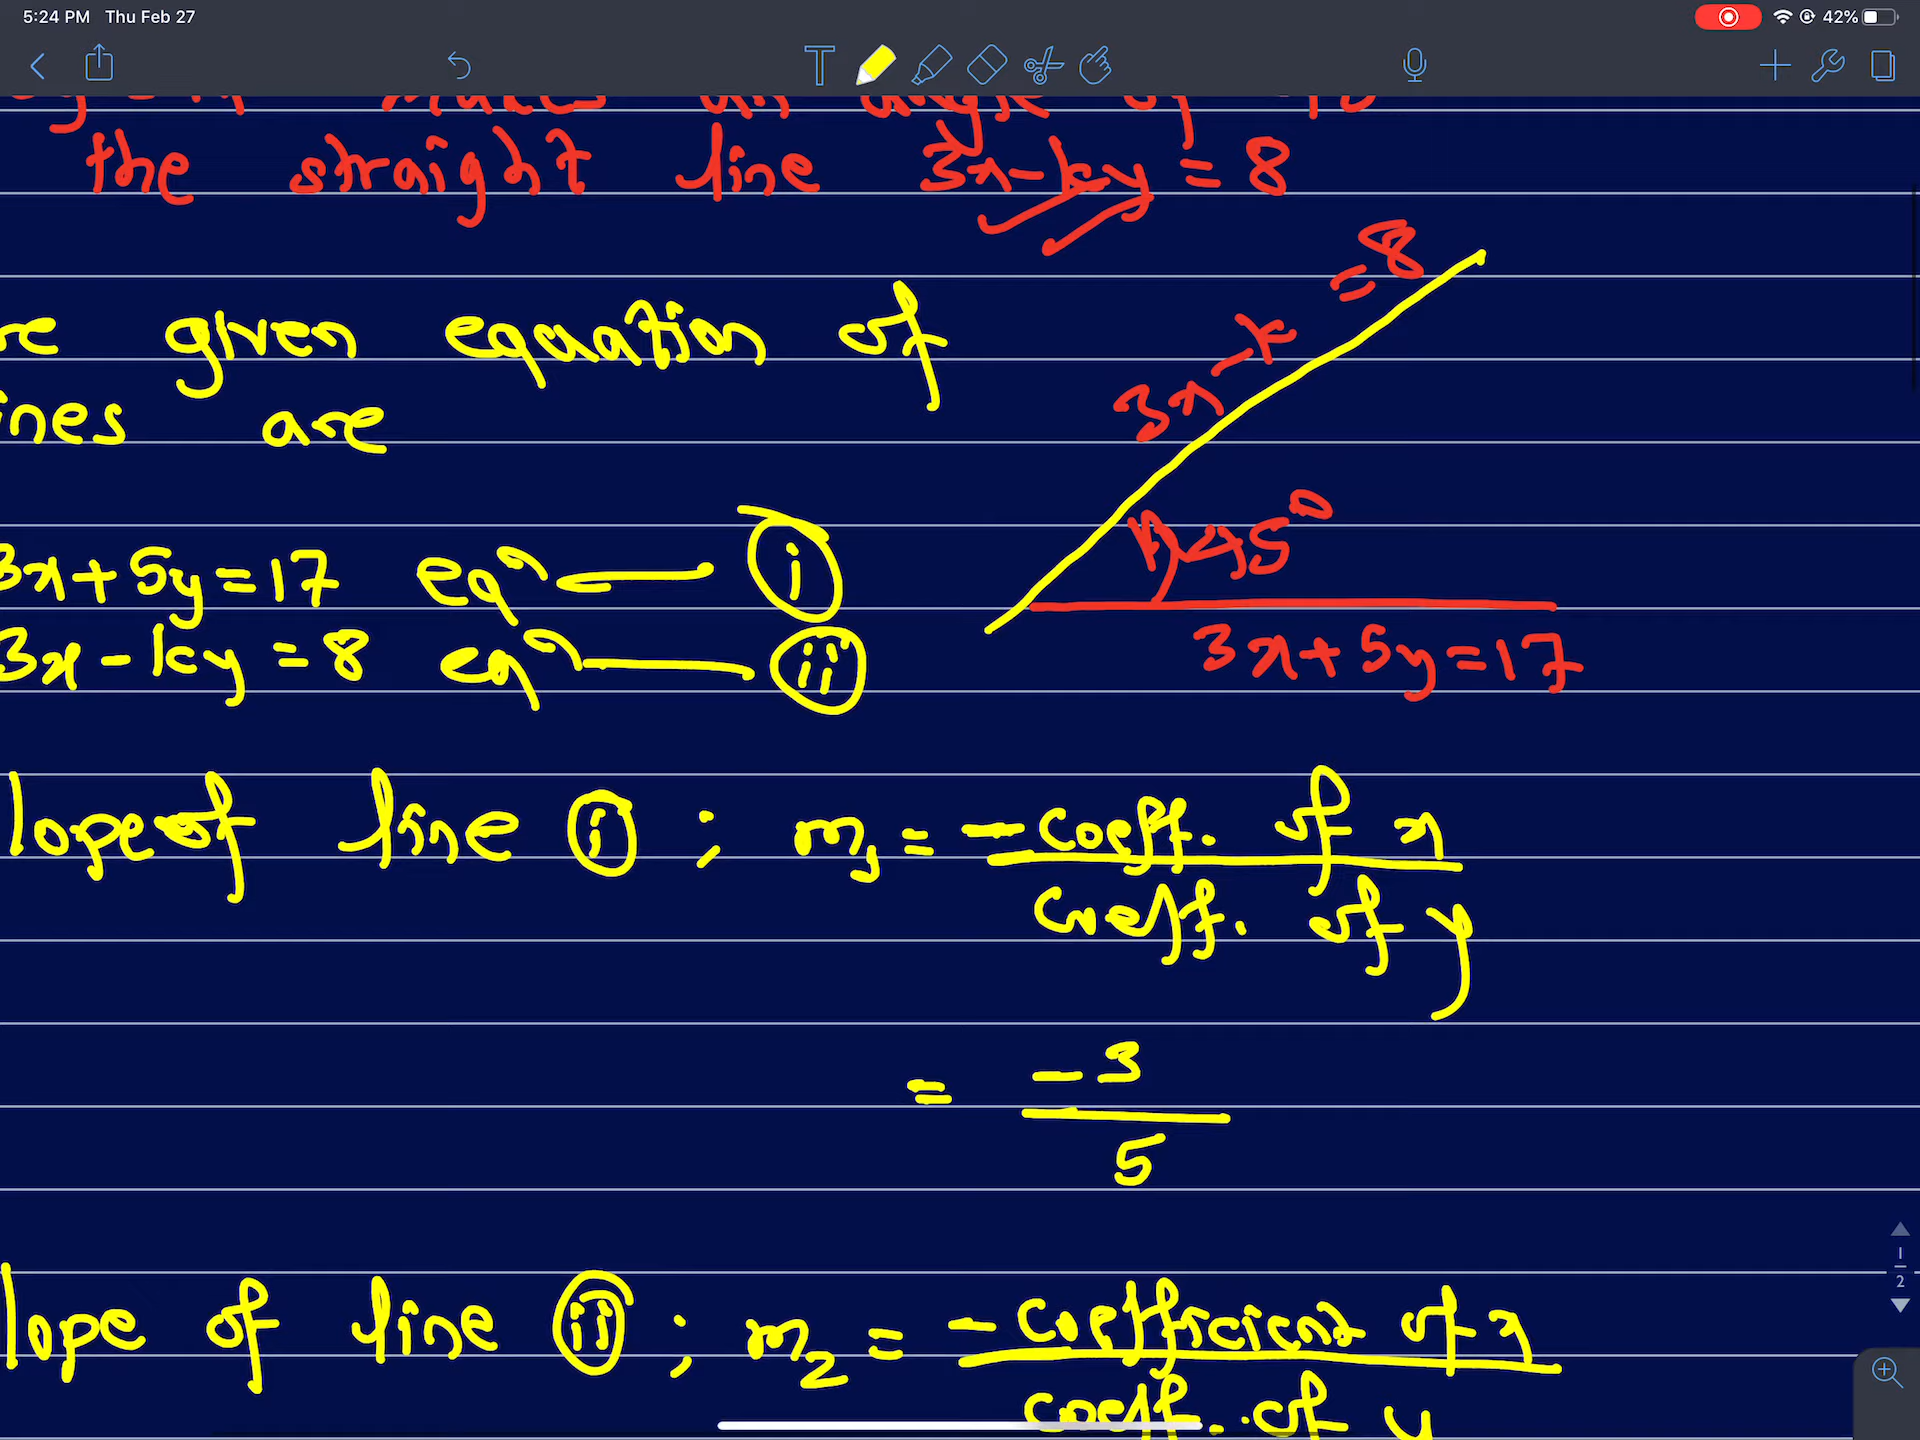 5:24 PM Thu Feb 27
42%
the straight line 3x-ky = 8
given equation of
are
3x - k = 8
45°
3x+5y=17 eqⁿ — (i)
3x - ky = 8 eqⁿ — (ii)
3x+5y=17
lope of line (i) ; m₁ = -coeff. of x
coeff. of y
= -3
5
lope of line (ii) ; m₂ = -coefficient of x
coeff. of y
1
2